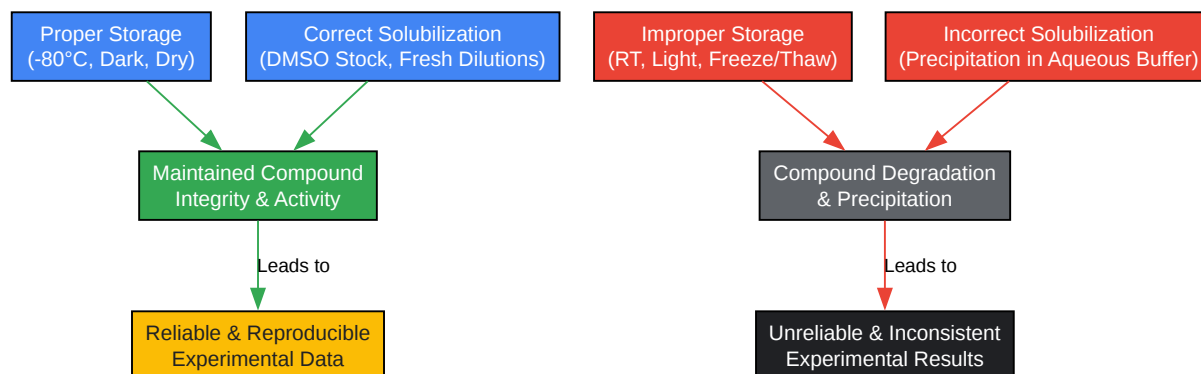 Proper Storage
(-80°C, Dark, Dry)
Correct Solubilization
(DMSO Stock, Fresh Dilutions)
Improper Storage
(RT, Light, Freeze/Thaw)
Incorrect Solubilization
(Precipitation in Aqueous Buffer)
Maintained Compound
Integrity & Activity
Compound Degradation
& Precipitation
Leads to
Leads to
Reliable & Reproducible
Experimental Data
Unreliable & Inconsistent
Experimental Results